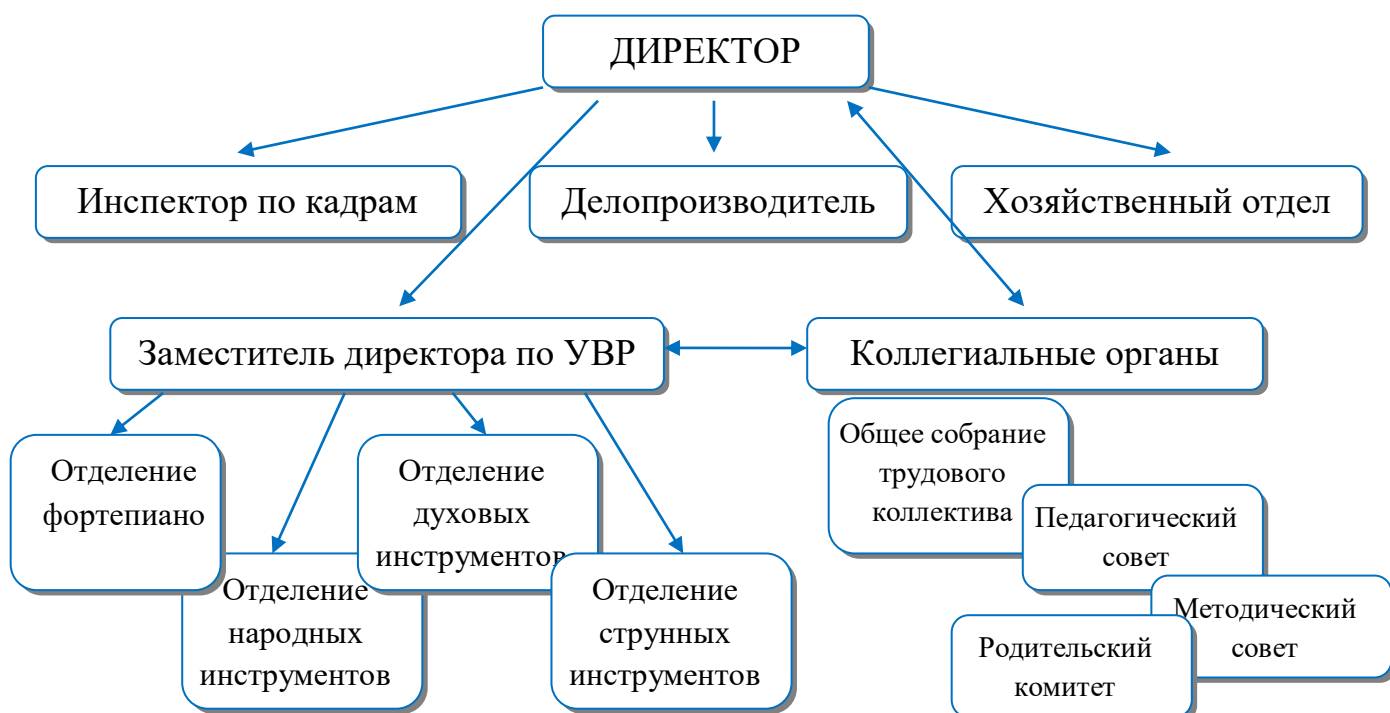 ДИРЕКТОР
Инспектор по кадрам
Делопроизводитель
Хозяйственный отдел
Заместитель директора по УВР
Коллегиальные органы
Отделение
фортепиано
Отделение
народных
инструментов
Отделение
духовых
инструментов
Отделение
струнных
инструментов
Общее собрание
трудового
коллектива
Педагогический
совет
Методический
совет
Родительский
комитет